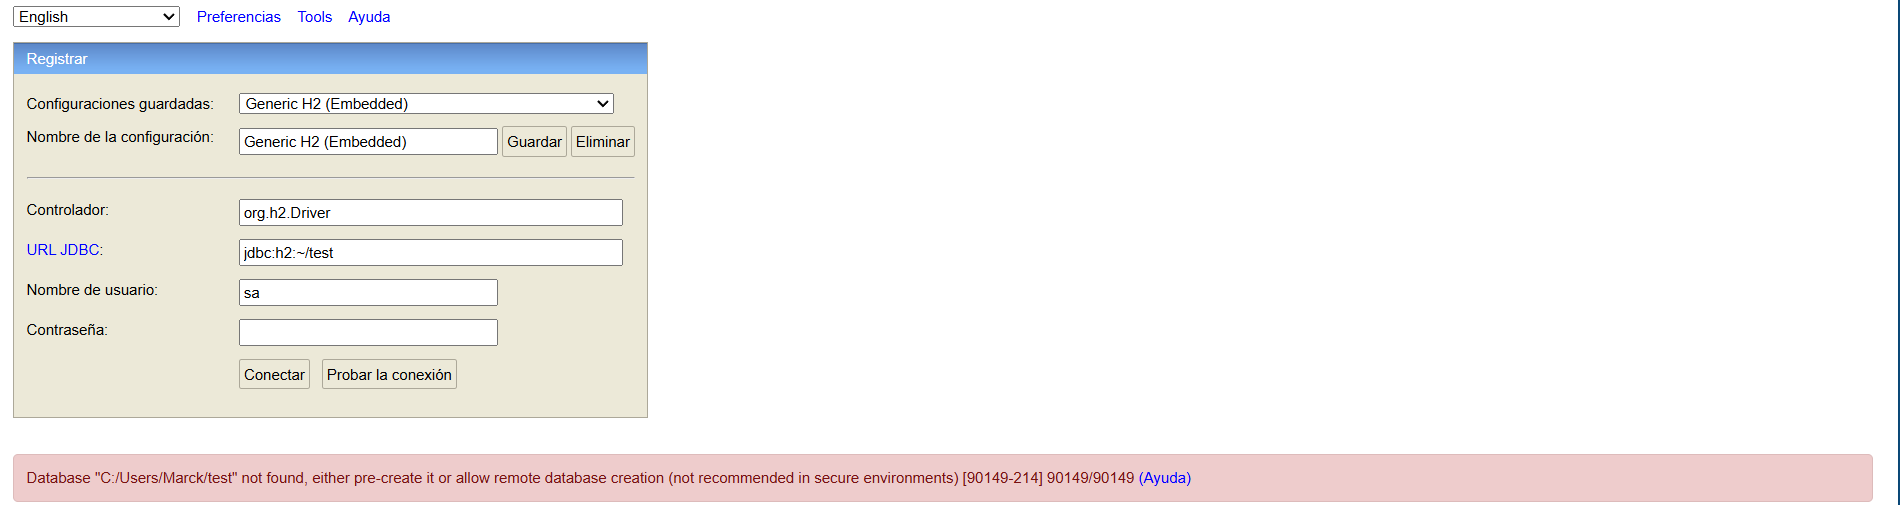 English Preferencias Tools Ayuda
Registrar
Configuraciones guardadas: Generic H2 (Embedded)
Nombre de la configuración: Generic H2 (Embedded) Guardar Eliminar
Controlador: org.h2.Driver
URL JDBC: jdbc:h2:~/test
Nombre de usuario: sa
Contraseña:
Conectar Probar la conexión
Database "C:/Users/Marck/test" not found, either pre-create it or allow remote database creation (not recommended in secure environments) [90149-214] 90149/90149 (Ayuda)